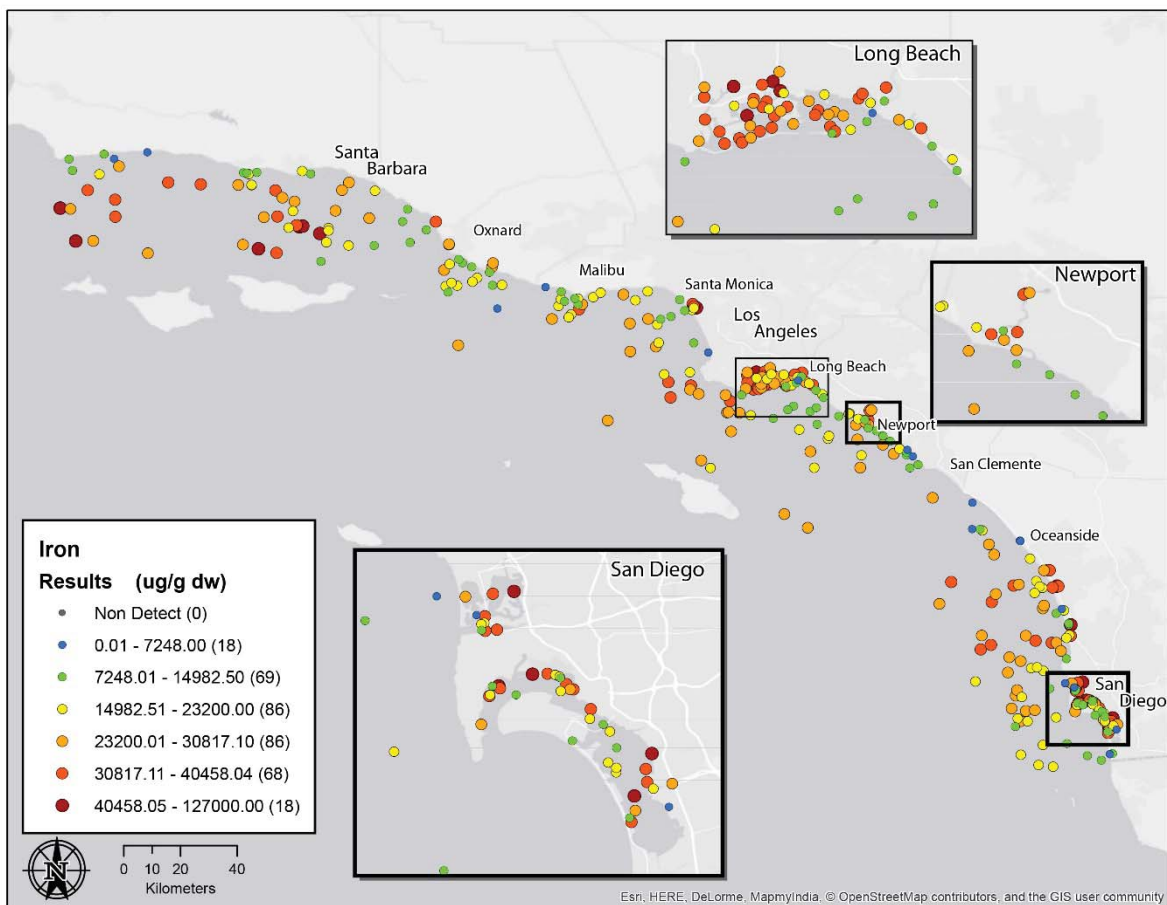 Long Beach
Santa
Barbara
Oxnard
Malibu
Santa Monica
Los
Angeles
Long Beach
Newport
Newport
San Clemente
Oceanside
San
Diego
San Diego
Iron
Results (ug/g dw)
Non Detect (0)
0.01 - 7248.00 (18)
7248.01 - 14982.50 (69)
14982.51 - 23200.00 (86)
23200.01 - 30817.10 (86)
30817.11 - 40458.04 (68)
40458.05 - 127000.00 (18)
N
0 10 20 40
Kilometers
Esri, HERE, DeLorme, MapmyIndia, © OpenStreetMap contributors, and the GIS user community